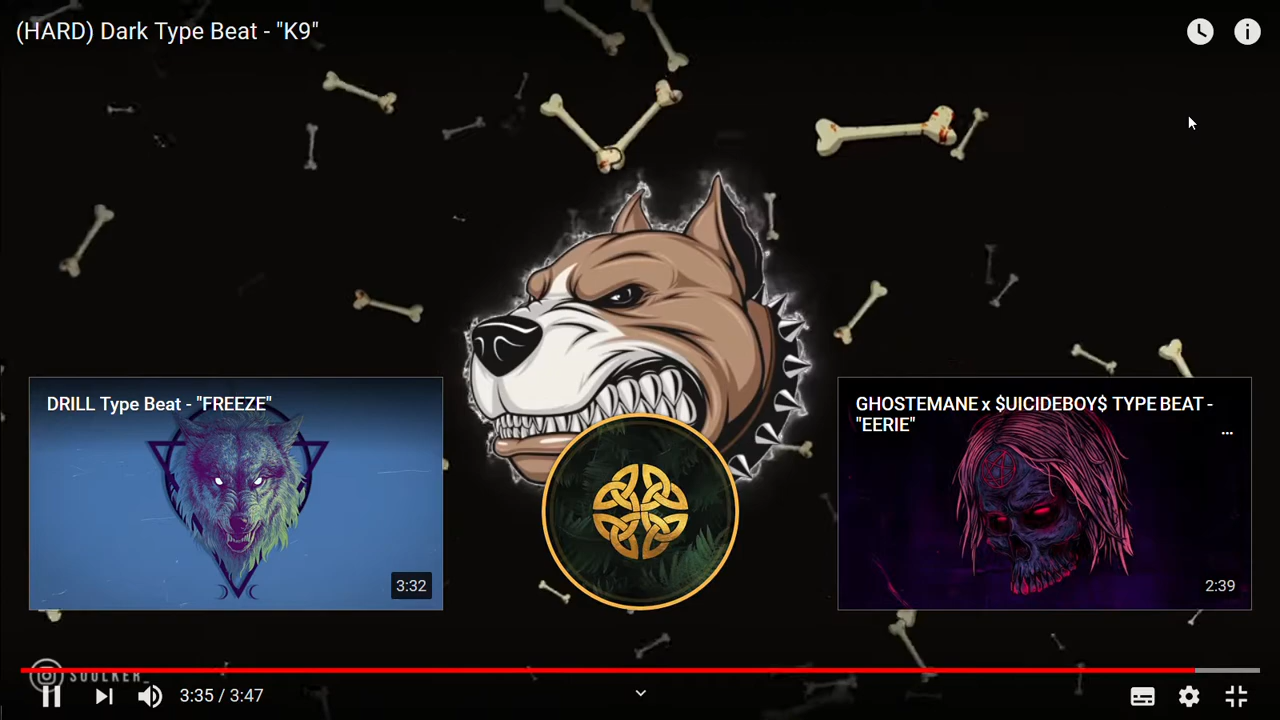 (HARD) Dark Type Beat - "K9"
DRILL Type Beat - "FREEZE"
3:32
GHOSTEMANE x $UICIDEBOY$ TYPE BEAT -
"EERIE"
2:39
SOULKER_
3:35 / 3:47